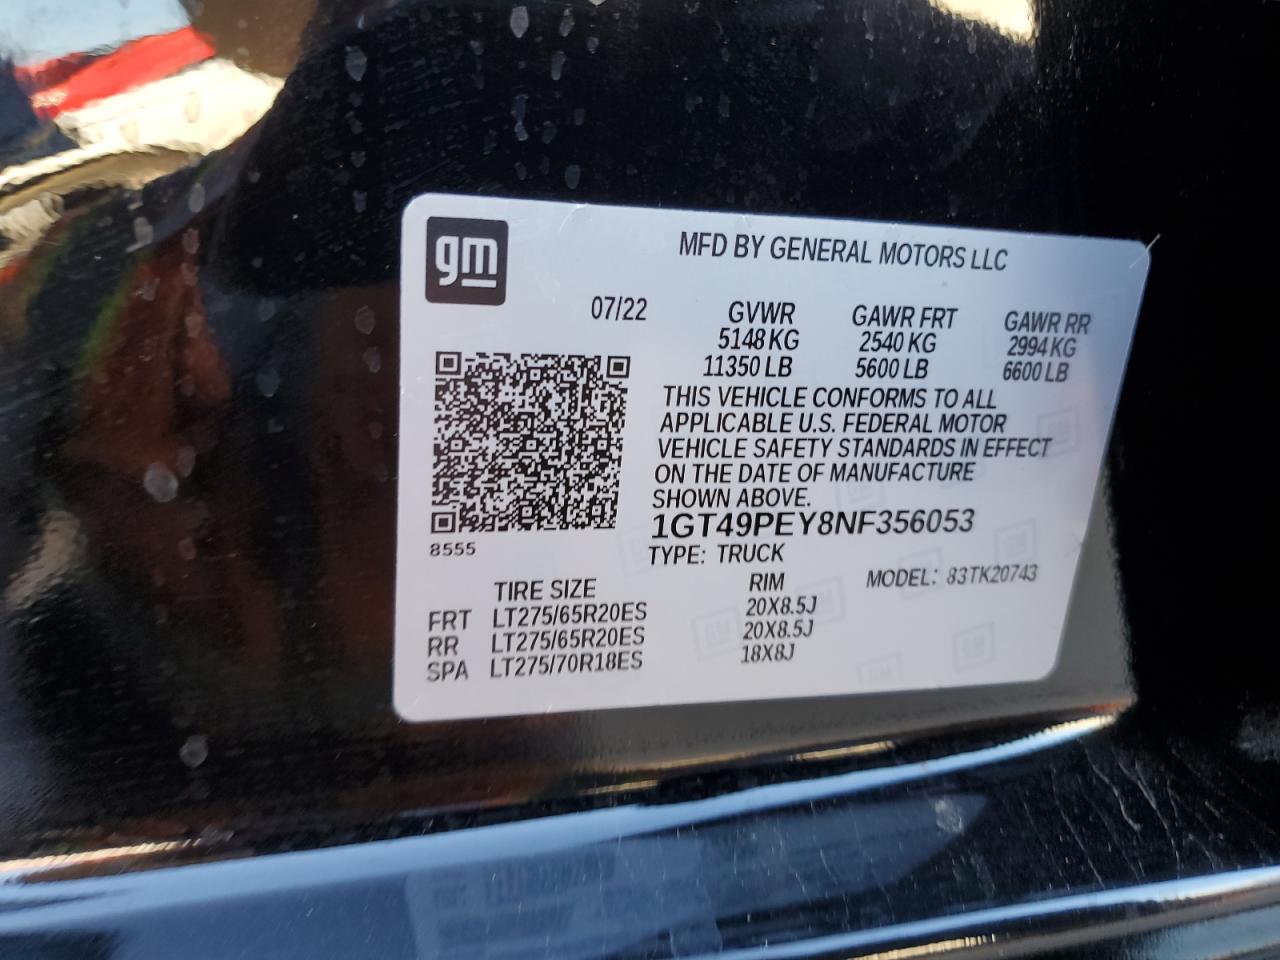 gm
MFD BY GENERAL MOTORS LLC
07/22 GVWR GAWR FRT GAWR RR
5148 KG 2540 KG 2994 KG
11350 LB 5600 LB 6600 LB
THIS VEHICLE CONFORMS TO ALL
APPLICABLE U.S. FEDERAL MOTOR
VEHICLE SAFETY STANDARDS IN EFFECT
ON THE DATE OF MANUFACTURE
SHOWN ABOVE.
1GT49PEY8NF356053
8555
TYPE: TRUCK
TIRE SIZE RIM MODEL: 83TK20743
FRT LT275/65R20ES 20X8.5J
RR LT275/65R20ES 20X8.5J
SPA LT275/70R18ES 18X8J